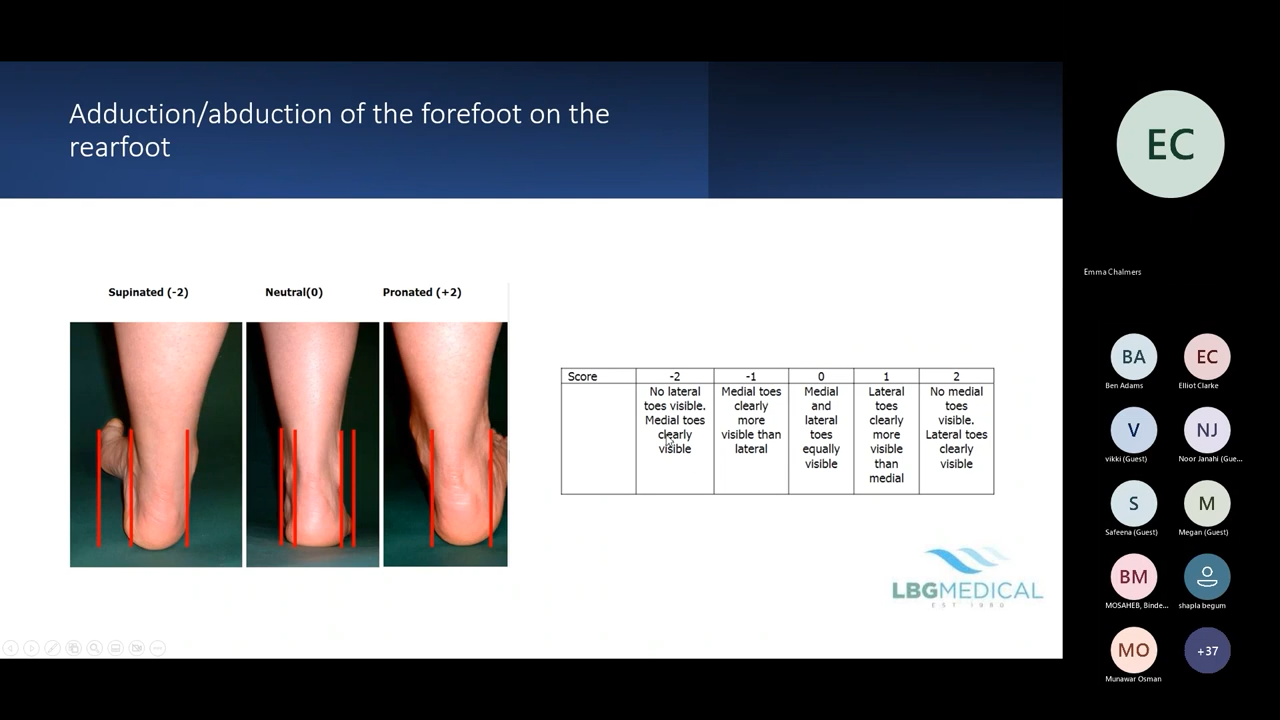 Adduction/abduction of the forefoot on the
rearfoot
Supinated (-2)
Neutral(0)
Pronated (+2)
Score
-2
-1
0
1
2
No lateral
toes visible.
Medial toes
clearly
visible
Medial toes
clearly
more
visible than
lateral
Medial
and
lateral
toes
equally
visible
Lateral
toes
clearly
more
visible
than
medial
No medial
toes
visible.
Lateral toes
clearly
visible
LBGMEDICAL
EST 1980
EC
Emma Chalmers
BA
Ben Adams
EC
Elliot Clarke
V
vikki (Guest)
NJ
Noor Janahi (Gue...
S
Safeena (Guest)
M
Megan (Guest)
BM
MOSAHEB, Binde...
shapla begum
MO
Munawar Osman
+37